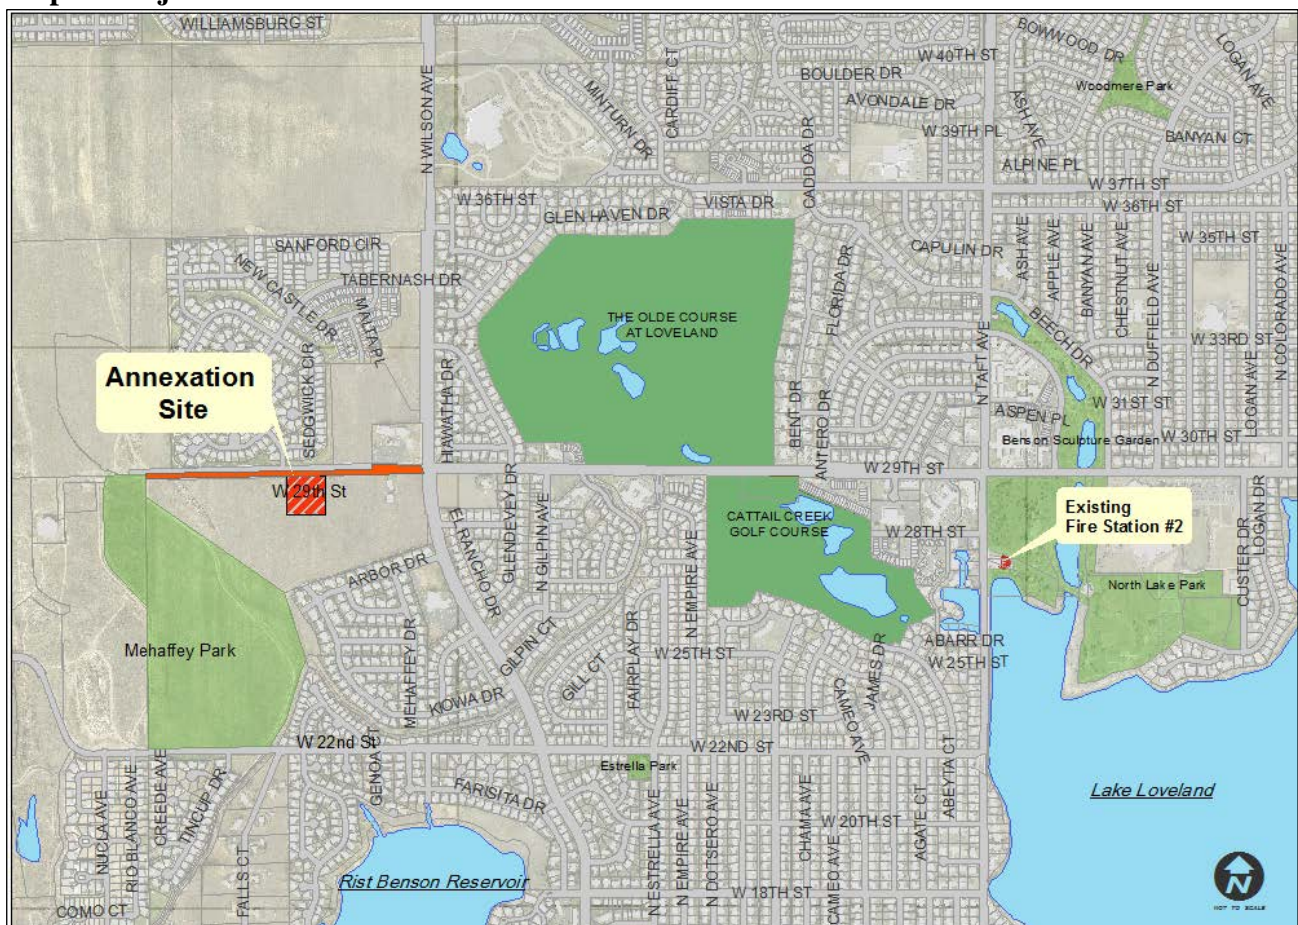 WILLIAMSBURG ST
N WILSON AVE
MINTURN DR
CARDIFF CT
BOULDER DR
AVONDALE DR
W 40TH ST
W 39TH PL
BOWWOOD DR
LOGAN AVE
Woodmere Park
ASH AVE
BANYAN CT
ALPINE PL
CADDOA DR
W 37TH ST
W 36TH ST
VISTA DR
W 36TH ST
GLEN HAVEN DR
SANFORD CIR
NEW CASTLE DR
TABERNASH DR
MALTA PL
CAPULIN DR
FLORIDA DR
ASH AVE
APPLE AVE
BANYAN AVE
CHESTNUT AVE
N DUFFIELD AVE
W 35TH ST
N COLORADO AVE
THE OLDE COURSE
AT LOVELAND
BEECH DR
W 33RD ST
N TAFT AVE
LOGAN AVE
Annexation
Site
SEDGWICK CIR
HIAWATHA DR
BENT DR
ANTERO DR
ASPEN PL
W 31ST ST
W 30TH ST
Benson Sculpture Garden
W 29TH ST
W 29th St
EL RANCHO DR
GLENDEVEY DR
N GILPIN AVE
N EMPIRE AVE
CATTAIL CREEK
GOLF COURSE
W 28TH ST
Existing
Fire Station #2
CUSTER DR
LOGAN DR
North Lake Park
ARBOR DR
Mehaffey Park
MEHAFFEY DR
KIOWA DR
GILPIN CT
GILL CT
FAIRPLAY DR
W 25TH ST
JAMES DR
CAMEO AVE
ABARR DR
W 25TH ST
W 23RD ST
W 22nd St
W 22ND ST
GENOA CT
Estrella Park
ABEYTA CT
Lake Loveland
NUCLA AVE
RIO BLANCO AVE
CREEDE AVE
TINCUP DR
FARISITA DR
N ESTRELLA AVE
N EMPIRE AVE
N DOTSERO AVE
CHAMA AVE
CAMEO AVE
W 20TH ST
AGATE CT
FALLS CT
Rist Benson Reservoir
W 18TH ST
COMO CT
N
NOT TO SCALE